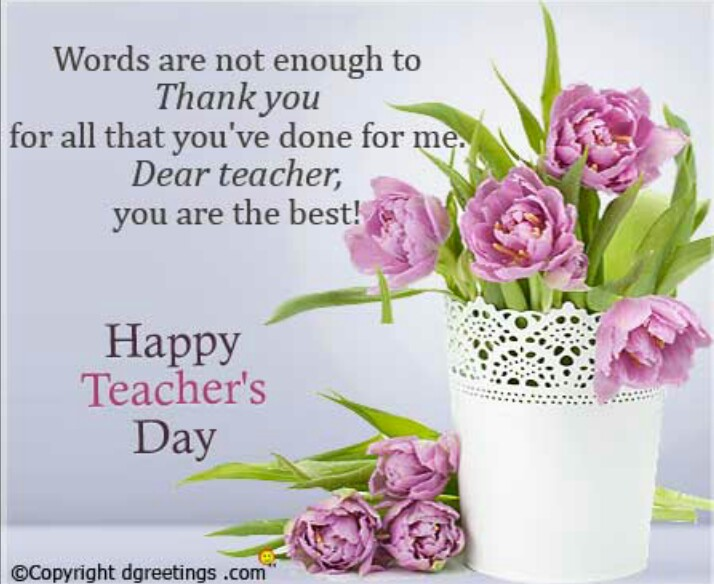 Words are not enough to
Thank you
for all that you've done for me.
Dear teacher,
you are the best!
Happy
Teacher's
Day
©Copyright dgreetings .com